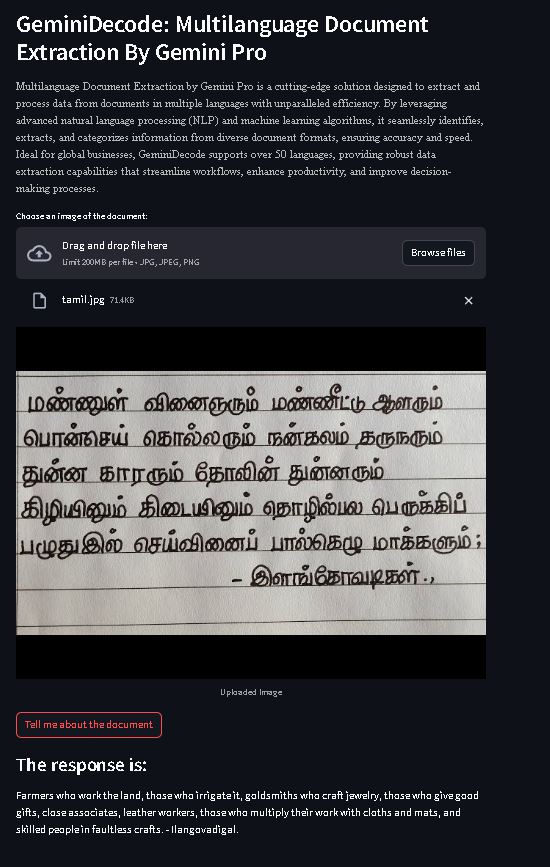 GeminiDecode: Multilanguage Document
Extraction By Gemini Pro
Multilanguage Document Extraction by Gemini Pro is a cutting-edge solution designed to extract and
process data from documents in multiple languages with unparalleled efficiency. By leveraging
advanced natural language processing (NLP) and machine learning algorithms, it seamlessly identifies,
extracts, and categorizes information from diverse document formats, ensuring accuracy and speed.
Ideal for global businesses, GeminiDecode supports over 50 languages, providing robust data
extraction capabilities that streamline workflows, enhance productivity, and improve decision-
making processes.
Choose an image of the document:
Drag and drop file here
Limit 200MB per file • JPG, JPEG, PNG
Browse files
tamil.jpg 71.4KB
மண்ணுள் வினைஞரும் மண்ணீட்டு ஆளரும்
பொன்செய் கொல்லரும் நன்கலம் தருநரும்
துன்ன காரரும் தோலின் துன்னரும்
கிழியினும் கிடையினும் தொழில்பல பெருக்கிப்
பழுதுஇல் செய்வினைப் பால்கெழு மாக்களும்;
- இளங்கோவடிகள்.,
Uploaded Image
Tell me about the document
The response is:
Farmers who work the land, those who irrigate it, goldsmiths who craft jewelry, those who give good
gifts, close associates, leather workers, those who multiply their work with cloths and mats, and
skilled people in faultless crafts. - Ilangovadigal.